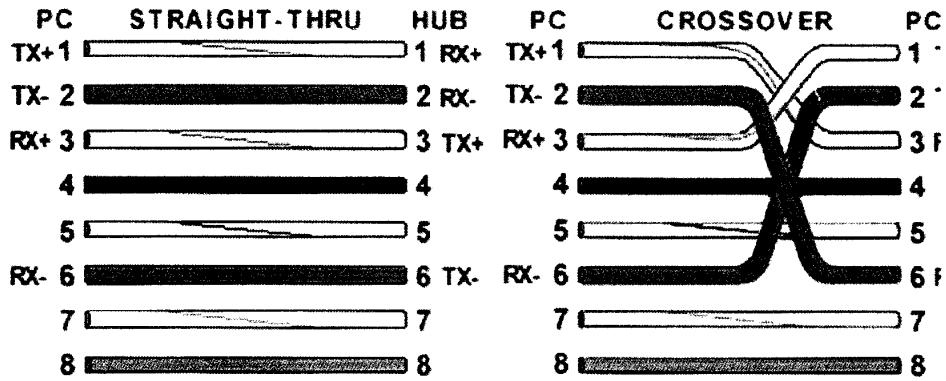 PC STRAIGHT-THRU HUB PC CROSSOVER PC
TX+ 1 1 RX+ TX+ 1 1
TX- 2 2 RX- TX- 2 2
RX+ 3 3 TX+ RX+ 3 3
4 4 4 4
5 5 5 5
RX- 6 6 TX- RX- 6 6
7 7 7 7
8 8 8 8